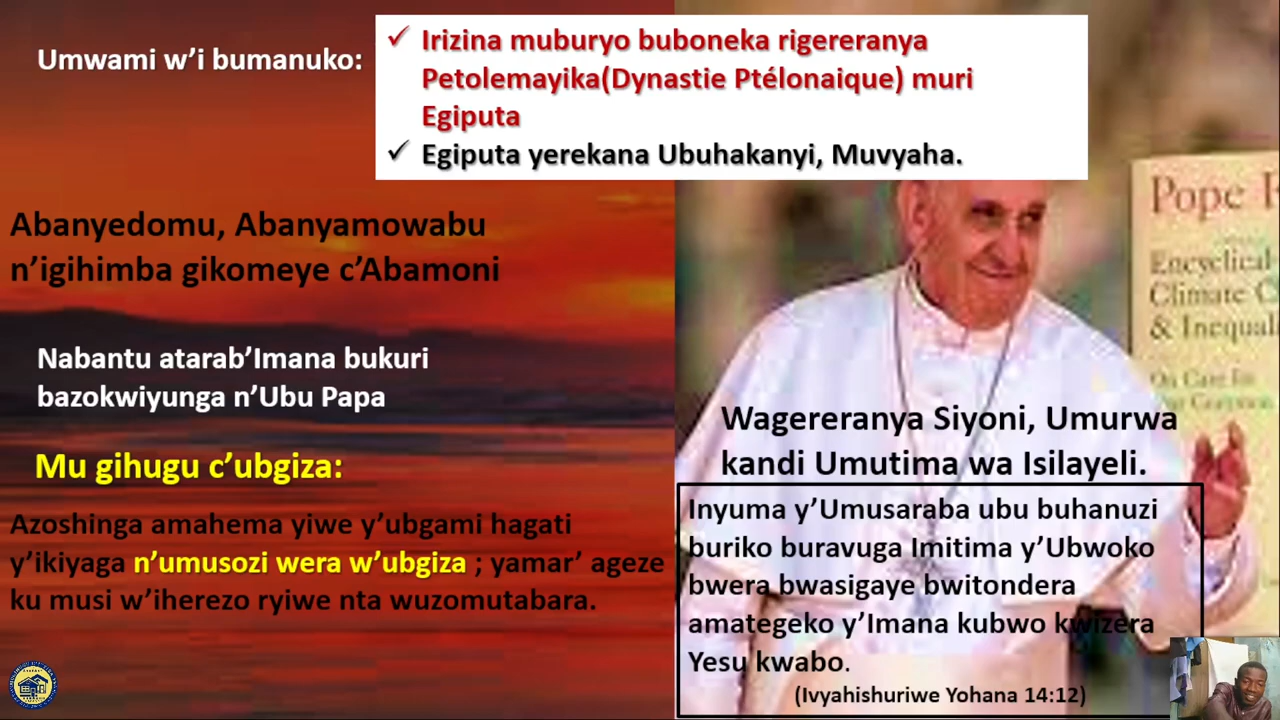 Umwami w’i bumanuko:
✓ Irizina muburyo buboneka rigereranya
Petolemayika(Dynastie Ptélonaique) muri
Egiputa
✓ Egiputa yerekana Ubuhakanyi, Muvyaha.
Abanyedomu, Abanyamowabu
n’igihimba gikomeye c’Abamoni
Nabantu atarab’Imana bukuri
bazokwiyunga n’Ubu Papa
Mu gihugu c’ubgiza:
Azoshinga amahema yiwe y’ubgami hagati
y’ikiyaga n’umusozi wera w’ubgiza ; yamar’ ageze
ku musi w’iherezo ryiwe nta wuzomutabara.
Pope
Encyclical
Climate C
& Inequal
On Care for
Wagereranya Siyoni, Umurwa
kandi Umutima wa Isilayeli.
Inyuma y’Umusaraba ubu buhanuzi
buriko buravuga Imitima y’Ubwoko
bwera bwasigaye bwitondera
amategeko y’Imana kubwo kwizera
Yesu kwabo.
(Ivyahishuriwe Yohana 14:12)